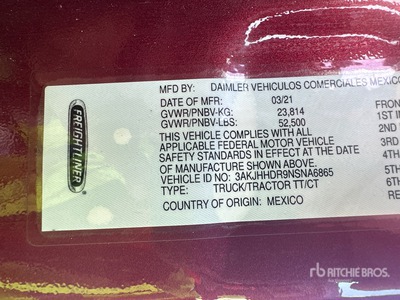 MFD BY: DAIMLER VEHICULOS COMERCIALES MEXICO
DATE OF MFR: 03/21
GVWR/PNBV-KG: 23,814
GVWR/PNBV-LbS: 52,500
THIS VEHICLE COMPLIES WITH ALL
APPLICABLE FEDERAL MOTOR VEHICLE
SAFETY STANDARDS IN EFFECT AT THE DATE
OF MANUFACTURE SHOWN ABOVE.
VEHICLE ID NO: 3AKJHHDR9NSNA6865
TYPE: TRUCK/TRACTOR TT/CT
COUNTRY OF ORIGIN: MEXICO
FREIGHTLINER
FRON
1ST IN
2ND
3RD
4TH
5TH
6TH
RE
rb RITCHIE BROS.